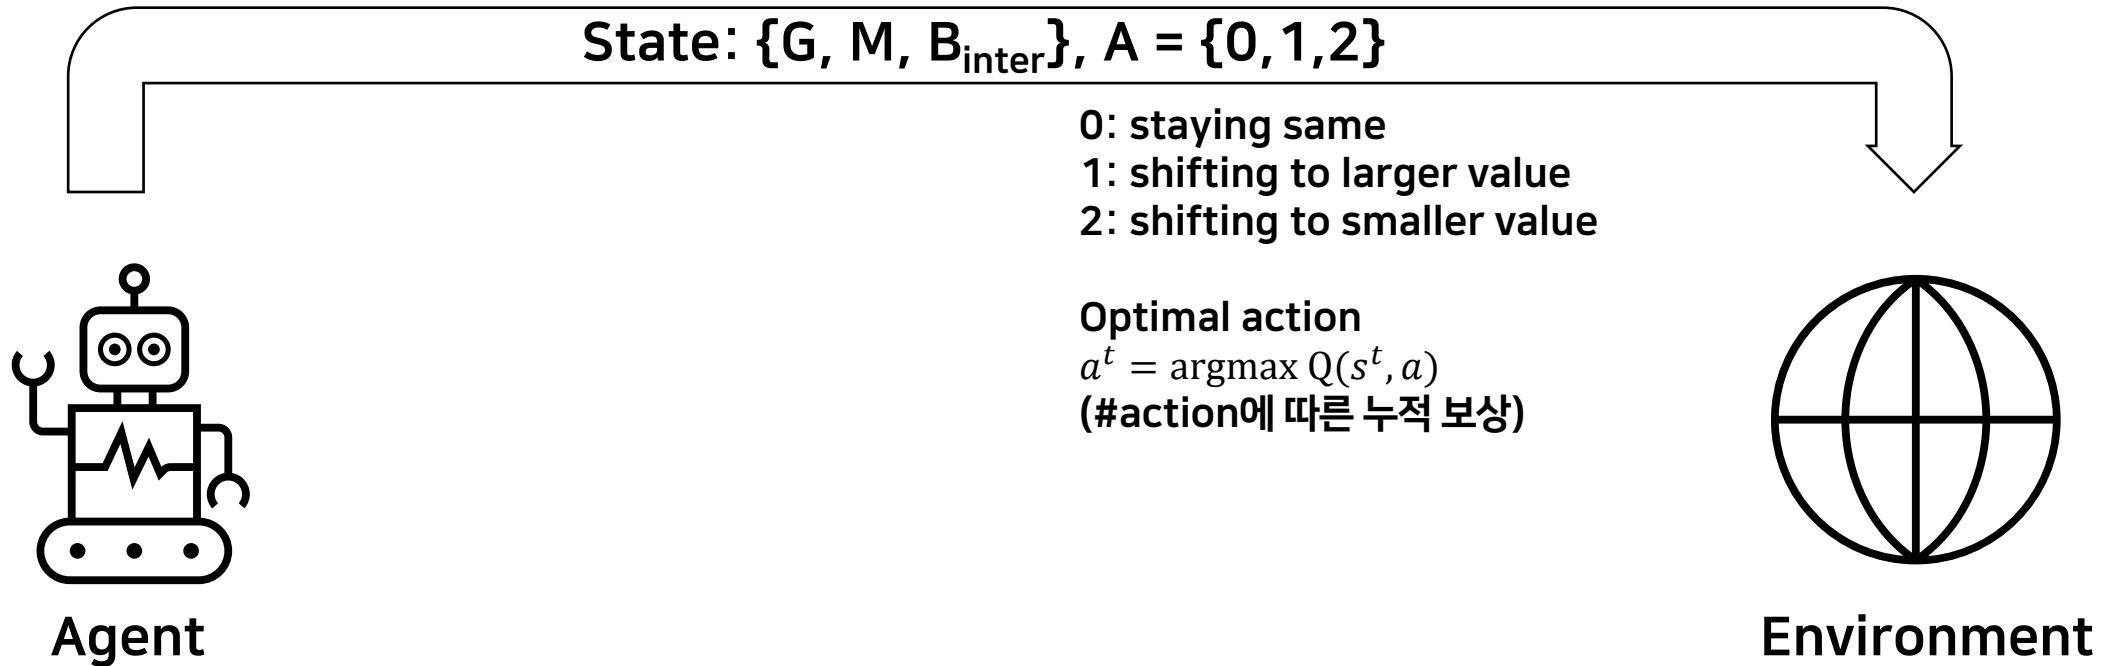 State: {G, M, B_inter}, A = {0,1,2}
0: staying same
1: shifting to larger value
2: shifting to smaller value
Optimal action
a^t = argmax Q(s^t, a)
(#action에 따른 누적 보상)
Agent
Environment